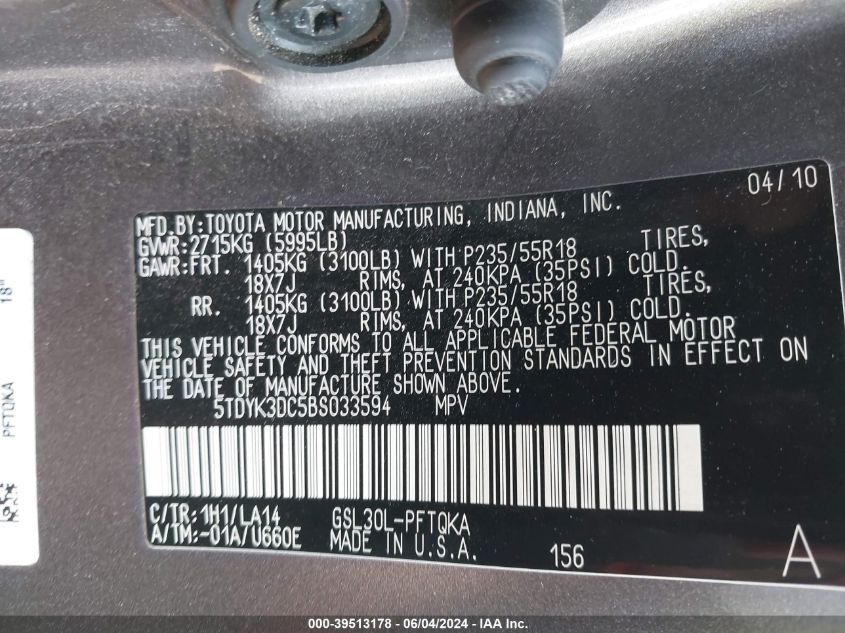 04/10
MFD.BY:TOYOTA MOTOR MANUFACTURING, INDIANA, INC.
GVWR:2715KG (5995LB)
GAWR:FRT. 1405KG (3100LB) WITH P235/55R18 TIRES,
18X7J RIMS, AT 240KPA (35PSI) COLD.
RR. 1405KG (3100LB) WITH P235/55R18 TIRES,
18X7J RIMS, AT 240KPA (35PSI) COLD.
THIS VEHICLE CONFORMS TO ALL APPLICABLE FEDERAL MOTOR
VEHICLE SAFETY AND THEFT PREVENTION STANDARDS IN EFFECT ON
THE DATE OF MANUFACTURE SHOWN ABOVE.
5TDYK3DC5BS033594 MPV
C/TR:1H1/LA14 GSL30L-PFTQKA
A/TM:-01A/U660E MADE IN U.S.A. 156 A
PFTQKA 18"
000-39513178 - 06/04/2024 - IAA Inc.